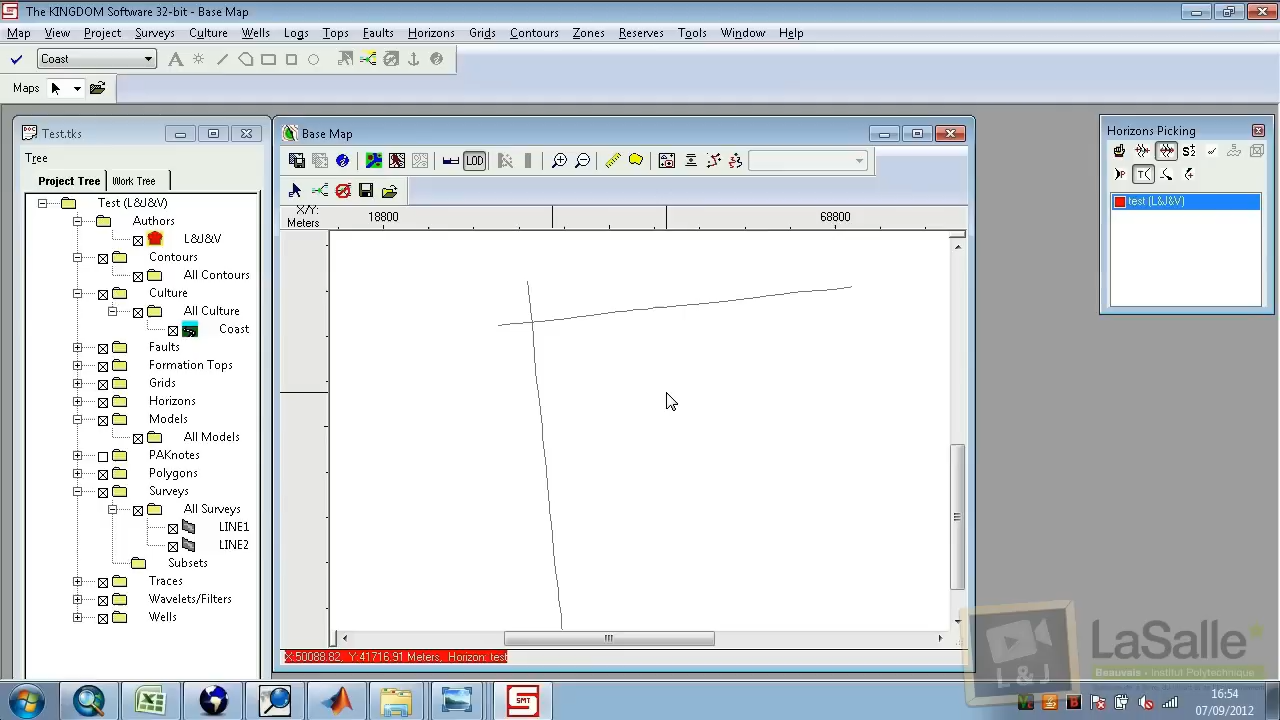 The KINGDOM Software 32-bit - Base Map
Map View Project Surveys Culture Wells Logs Tops Faults Horizons Grids Contours Zones Reserves Tools Window Help
Coast
Maps
Test.tks
Tree
Project Tree Work Tree
Test (L&J&V)
Authors
L&J&V
Contours
All Contours
Culture
All Culture
Coast
Faults
Formation Tops
Grids
Horizons
Models
All Models
PAKnotes
Polygons
Surveys
All Surveys
LINE1
LINE2
Subsets
Traces
Wavelets/Filters
Wells
Base Map
LOD
X/Y:
Meters
18800 68800
X:50088.82, Y:41716.91 Meters, Horizon: test
Horizons Picking
test (L&J&V)
L & J
LaSalle
Beauvais - Institut Polytechnique
SMT
16:54
07/09/2012